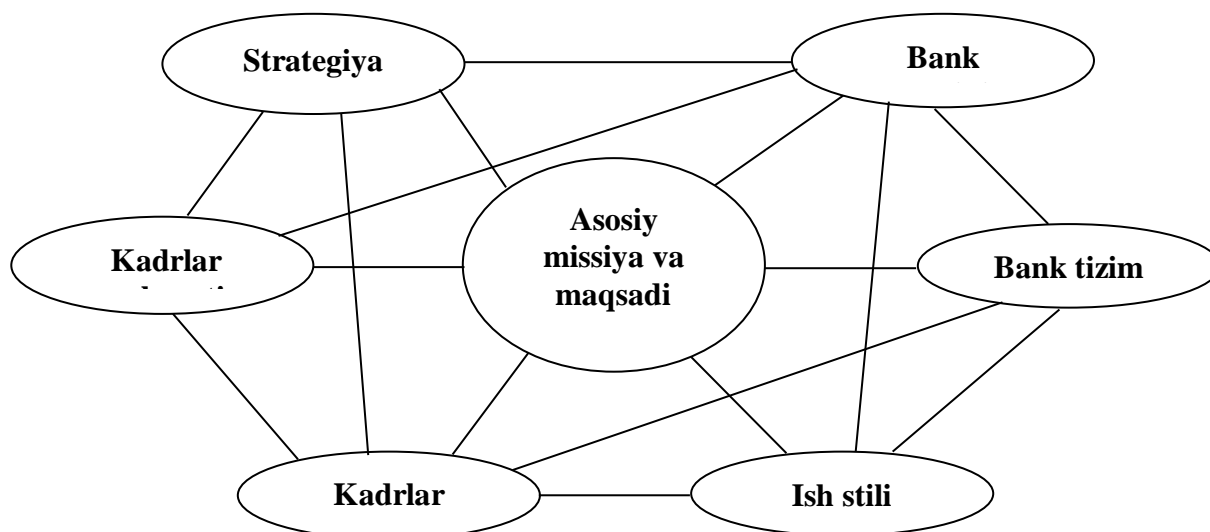 Strategiya
Bank
Asosiy
missiya va
maqsadi
Kadrlar
Bank tizim
Kadrlar
Ish stili